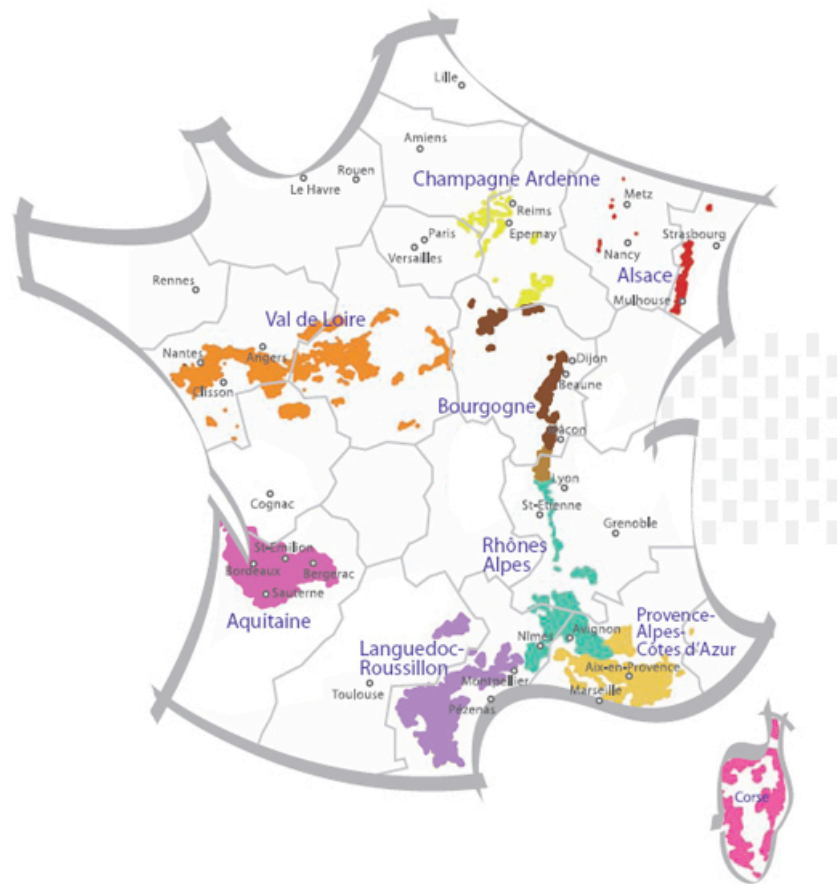 Lille
Amiens
Rouen
Le Havre
Champagne Ardenne
Reims
Epernay
Metz
Strasbourg
Nancy
Alsace
Mulhouse
Paris
Versailles
Rennes
Val de Loire
Nantes
Angers
Clisson
Dijon
Beaune
Bourgogne
âcon
Lyon
St-Etienne
Grenoble
Cognac
Rhônes
Alpes
St-Emilion
Bordeaux
Bergerac
Sauterne
Aquitaine
Provence-
Alpes-
Côtes d'Azur
Avignon
Nîmes
Languedoc-
Roussillon
Aix-en-Provence
Montpellier
Marseille
Toulouse
Pézenas
Corse